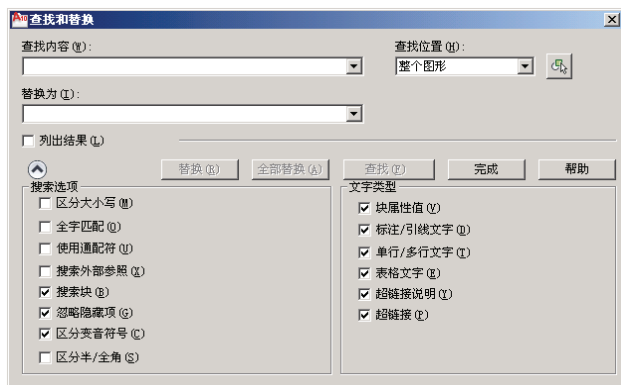 查找和替换
查找内容(W):
查找位置(H):
整个图形
替换为(I):
列出结果(L)
替换(R) 全部替换(A) 查找(F) 完成 帮助
搜索选项
区分大小写(M)
全字匹配(O)
使用通配符(U)
搜索外部参照(X)
搜索块(B)
忽略隐藏项(G)
区分变音符号(C)
区分半/全角(S)
文字类型
块属性值(V)
标注/引线文字(D)
单行/多行文字(T)
表格文字(E)
超链接说明(Y)
超链接(P)